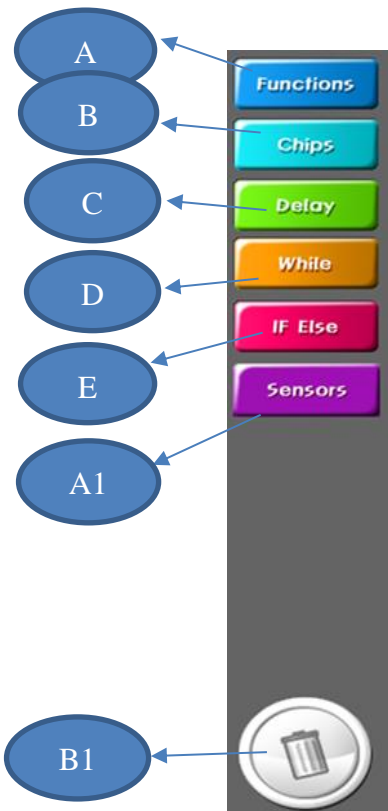 A
Functions
B
Chips
C
Delay
D
While
E
IF Else
A1
Sensors
B1